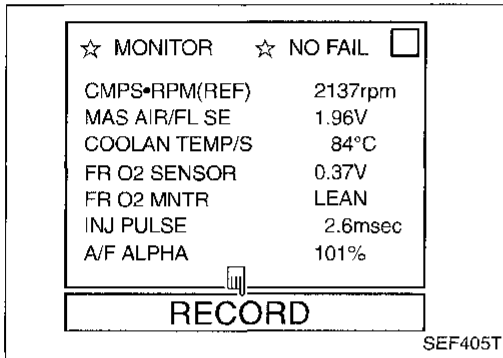 ☆ MONITOR ☆ NO FAIL
CMPS•RPM(REF) 2137rpm
MAS AIR/FL SE 1.96V
COOLAN TEMP/S 84°C
FR O2 SENSOR 0.37V
FR O2 MNTR LEAN
INJ PULSE 2.6msec
A/F ALPHA 101%
RECORD
SEF405T